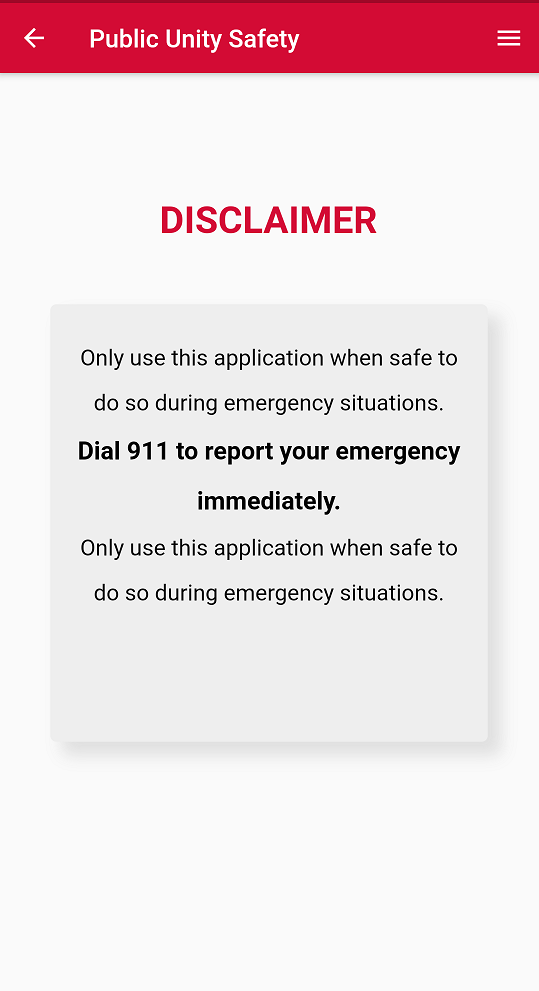 Public Unity Safety
DISCLAIMER
Only use this application when safe to
do so during emergency situations.
Dial 911 to report your emergency
immediately.
Only use this application when safe to
do so during emergency situations.